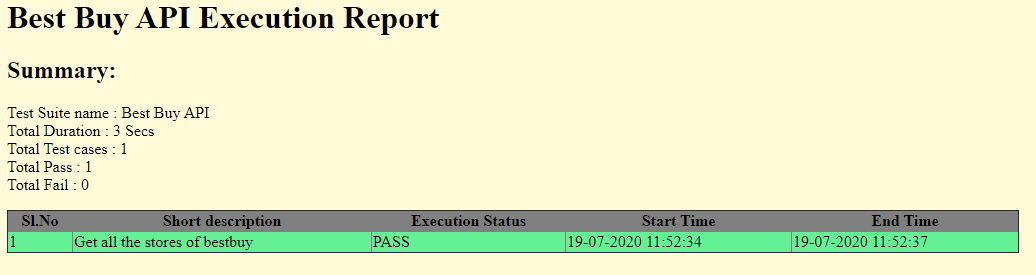 Best Buy API Execution Report
Summary:
Test Suite name : Best Buy API
Total Duration : 3 Secs
Total Test cases : 1
Total Pass : 1
Total Fail : 0
Sl.No Short description Execution Status Start Time End Time
1 Get all the stores of bestbuy PASS 19-07-2020 11:52:34 19-07-2020 11:52:37